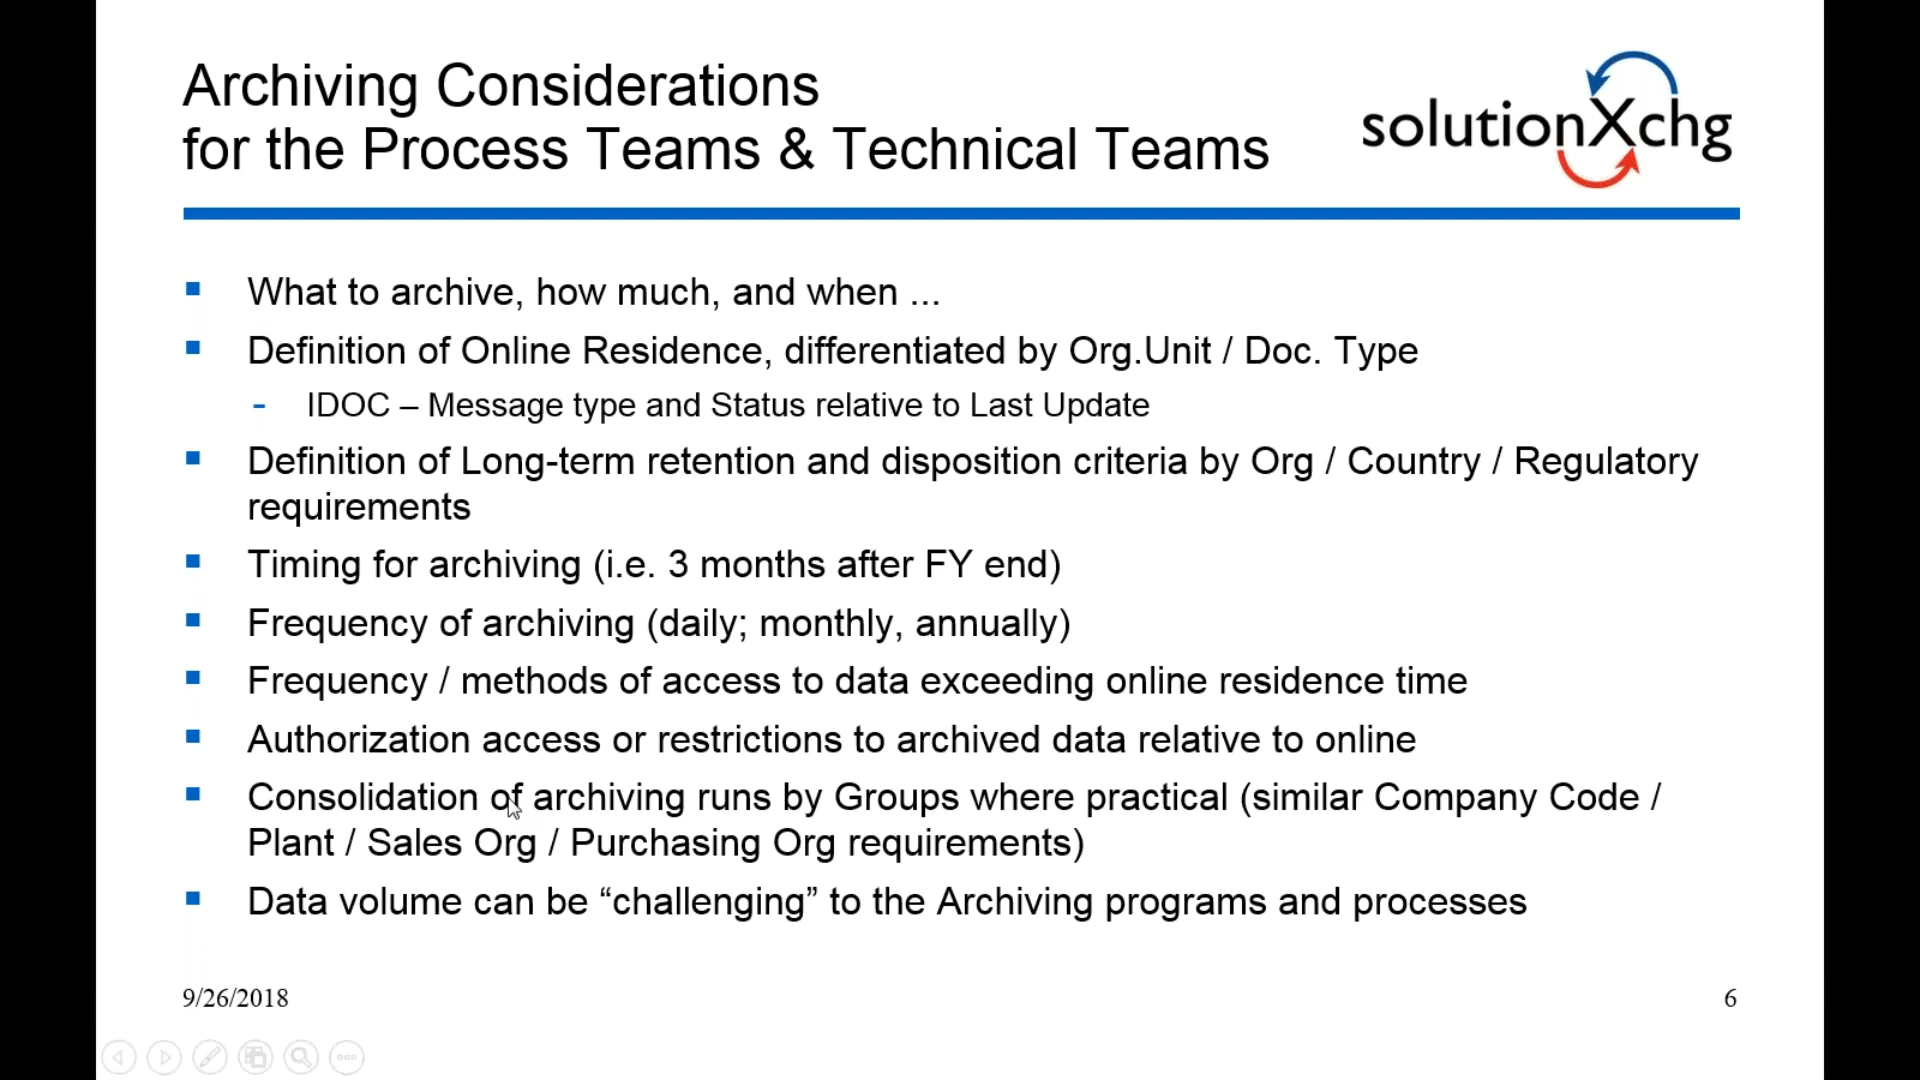 Archiving Considerations
for the Process Teams & Technical Teams
solutionXchg
What to archive, how much, and when ...
Definition of Online Residence, differentiated by Org.Unit / Doc. Type
- IDOC – Message type and Status relative to Last Update
Definition of Long-term retention and disposition criteria by Org / Country / Regulatory
requirements
Timing for archiving (i.e. 3 months after FY end)
Frequency of archiving (daily; monthly, annually)
Frequency / methods of access to data exceeding online residence time
Authorization access or restrictions to archived data relative to online
Consolidation of archiving runs by Groups where practical (similar Company Code /
Plant / Sales Org / Purchasing Org requirements)
Data volume can be “challenging” to the Archiving programs and processes
9/26/2018
6